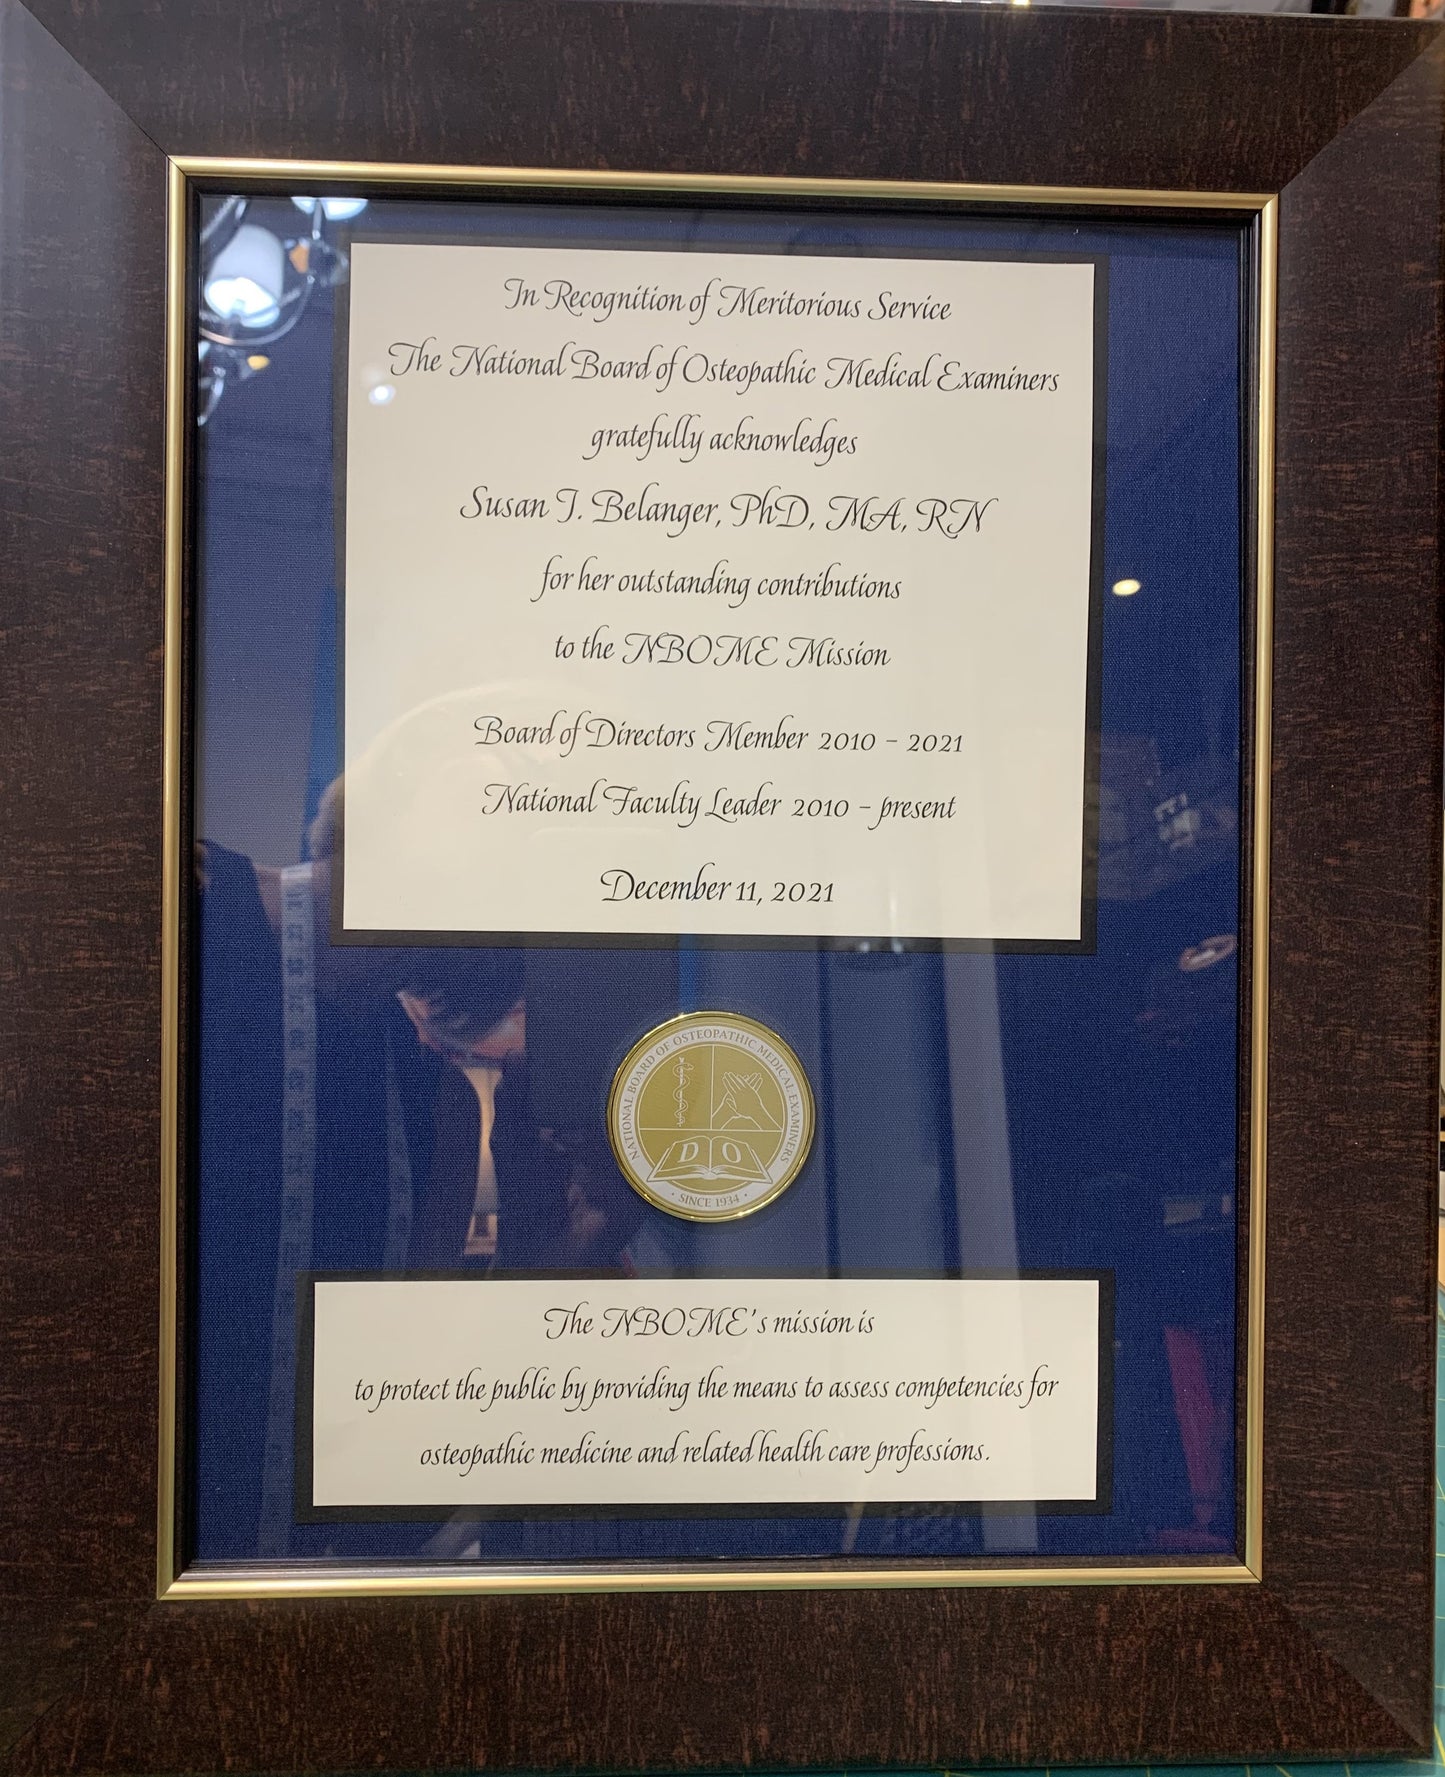 In Recognition of Meritorious Service
The National Board of Osteopathic Medical Examiners
gratefully acknowledges
Susan J. Belanger, PhD, MA, RN
for her outstanding contributions
to the NBOME Mission
Board of Directors Member 2010 – 2021
National Faculty Leader 2010 – present
December 11, 2021
NATIONAL BOARD OF OSTEOPATHIC MEDICAL EXAMINERS
D O
· SINCE 1934 ·
The NBOME's mission is
to protect the public by providing the means to assess competencies for
osteopathic medicine and related health care professions.